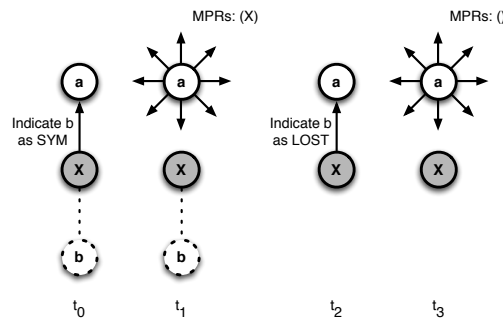 MPRs: (X)
MPRs: ()
a
a
a
a
Indicate b
as SYM
Indicate b
as LOST
X
X
X
X
b
b
t0
t1
t2
t3